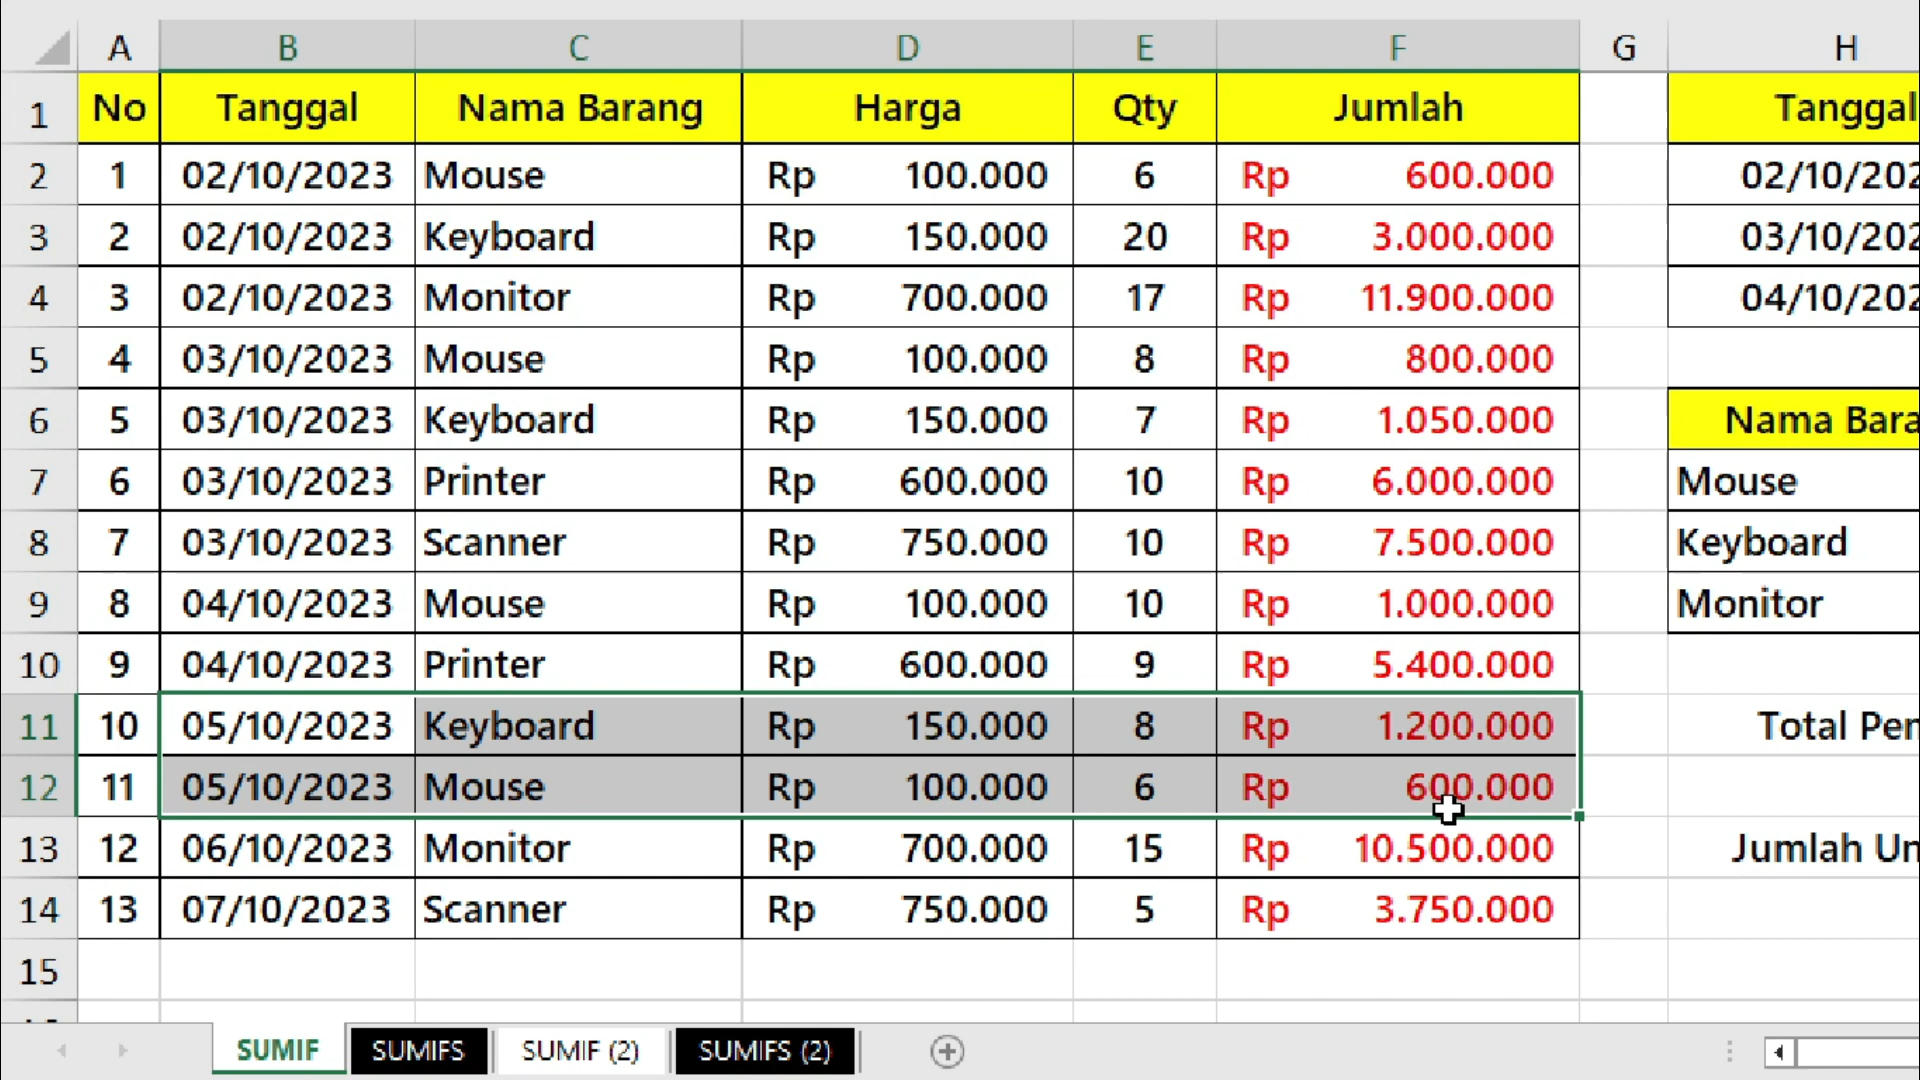 A B C D E F G H
1 No Tanggal Nama Barang Harga Qty Jumlah Tanggal
2 1 02/10/2023 Mouse Rp 100.000 6 Rp 600.000 02/10/202
3 2 02/10/2023 Keyboard Rp 150.000 20 Rp 3.000.000 03/10/202
4 3 02/10/2023 Monitor Rp 700.000 17 Rp 11.900.000 04/10/202
5 4 03/10/2023 Mouse Rp 100.000 8 Rp 800.000
6 5 03/10/2023 Keyboard Rp 150.000 7 Rp 1.050.000 Nama Bara
7 6 03/10/2023 Printer Rp 600.000 10 Rp 6.000.000 Mouse
8 7 03/10/2023 Scanner Rp 750.000 10 Rp 7.500.000 Keyboard
9 8 04/10/2023 Mouse Rp 100.000 10 Rp 1.000.000 Monitor
10 9 04/10/2023 Printer Rp 600.000 9 Rp 5.400.000
11 10 05/10/2023 Keyboard Rp 150.000 8 Rp 1.200.000 Total Pen
12 11 05/10/2023 Mouse Rp 100.000 6 Rp 600.000
13 12 06/10/2023 Monitor Rp 700.000 15 Rp 10.500.000 Jumlah Un
14 13 07/10/2023 Scanner Rp 750.000 5 Rp 3.750.000
15
SUMIF SUMIFS SUMIF (2) SUMIFS (2)